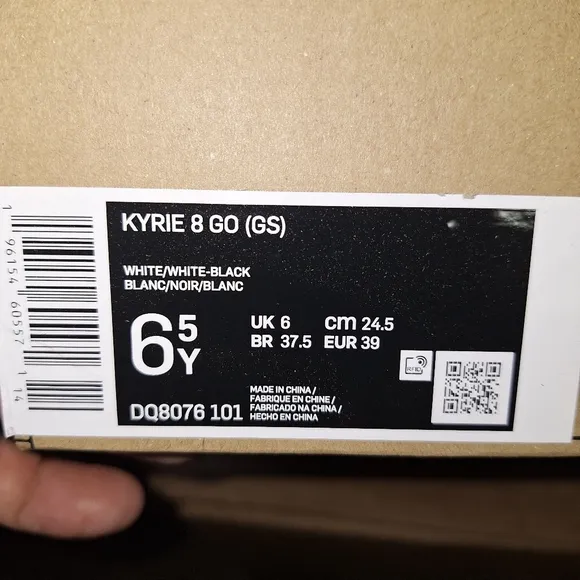 KYRIE 8 GO (GS)
WHITE/WHITE-BLACK
BLANC/NOIR/BLANC
6 5 Y
UK 6 cm 24.5
BR 37.5 EUR 39
RFID
DQ8076 101
MADE IN CHINA /
FABRIQUE EN CHINE /
FABRICADO NA CHINA /
HECHO EN CHINA
1 96154 60557 1 14